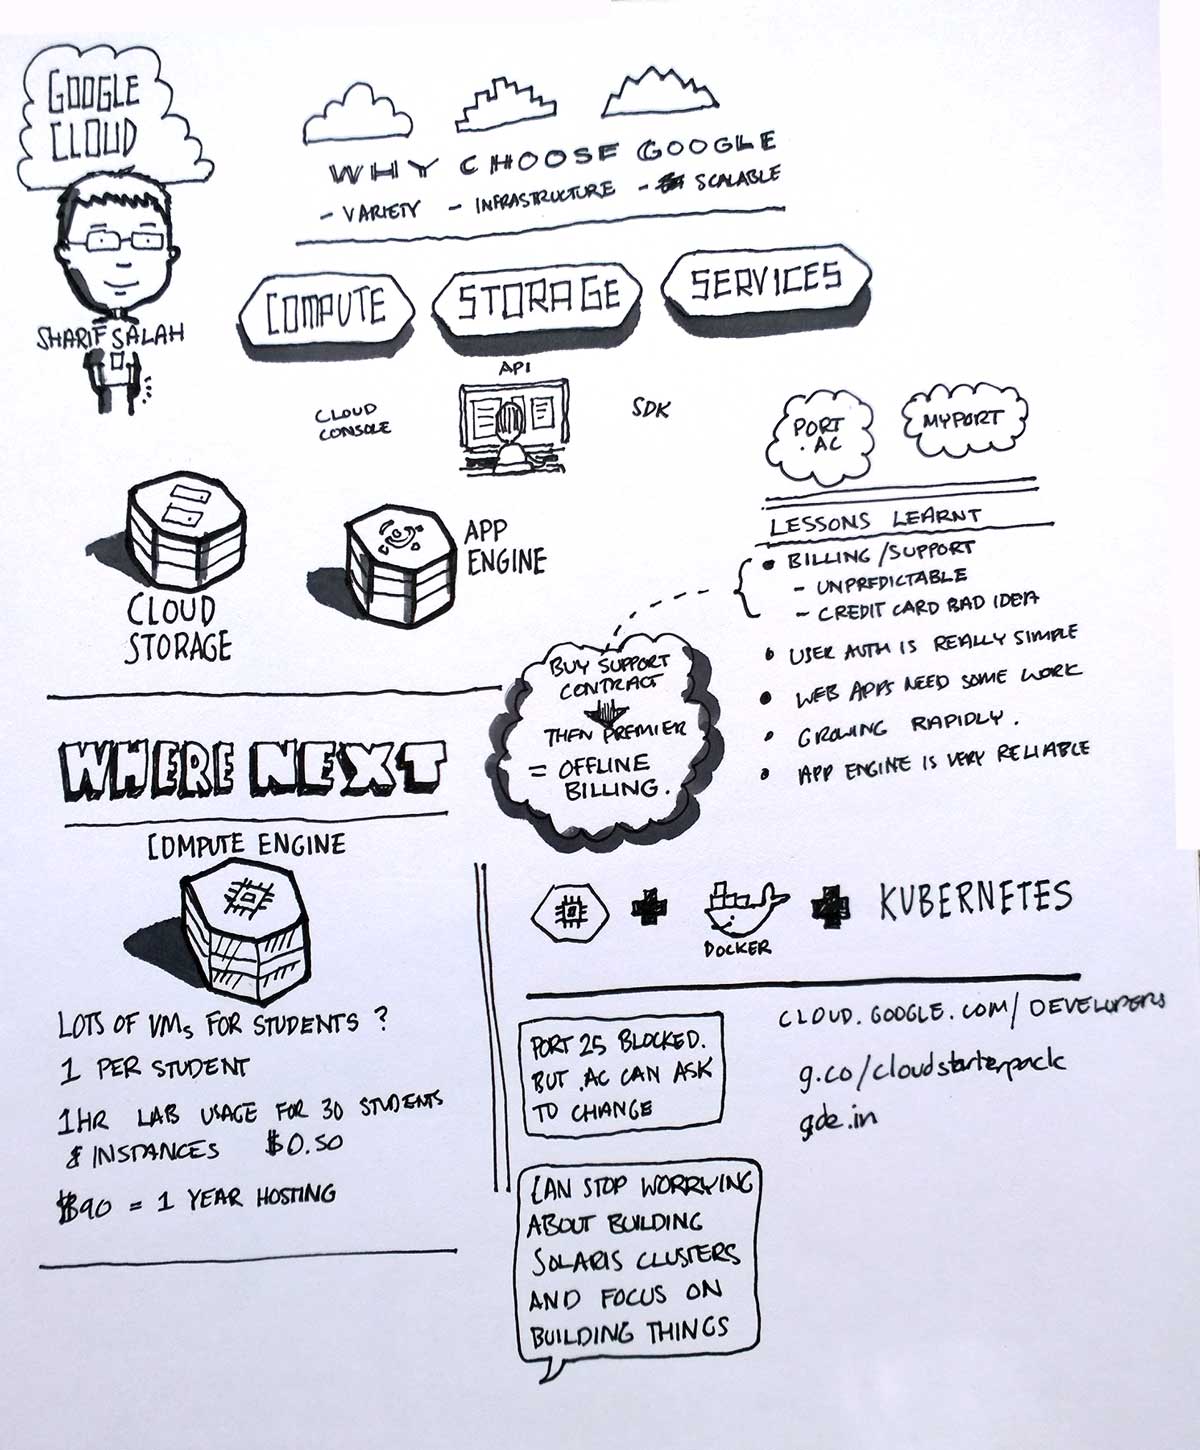 GOOGLE
CLOUD
SHARIF SALAH
WHY CHOOSE GOOGLE
- VARIETY - INFRASTRUCTURE - SCALABLE
COMPUTE
STORAGE
SERVICES
API
CLOUD
CONSOLE
SDK
CLOUD
STORAGE
APP
ENGINE
PORT
.AC
MYPORT
LESSONS LEARNT
• BILLING/SUPPORT
- UNPREDICTABLE
- CREDIT CARD BAD IDEA
• USER AUTH IS REALLY SIMPLE
• WEB APPS NEED SOME WORK
• GROWING RAPIDLY.
• APP ENGINE IS VERY RELIABLE
BUY SUPPORT
CONTRACT
THEN PREMIER
= OFFLINE
BILLING.
WHERE NEXT
COMPUTE ENGINE
LOTS OF VMs FOR STUDENTS ?
1 PER STUDENT
1HR LAB USAGE FOR 30 STUDENTS
& INSTANCES $0.50
$90 = 1 YEAR HOSTING
DOCKER
KUBERNETES
PORT 25 BLOCKED.
BUT .AC CAN ASK
TO CHANGE
CLOUD.GOOGLE.COM/DEVELOPERS
g.co/cloudstarterpack
gde.in
CAN STOP WORRYING
ABOUT BUILDING
SOLARIS CLUSTERS
AND FOCUS ON
BUILDING THINGS